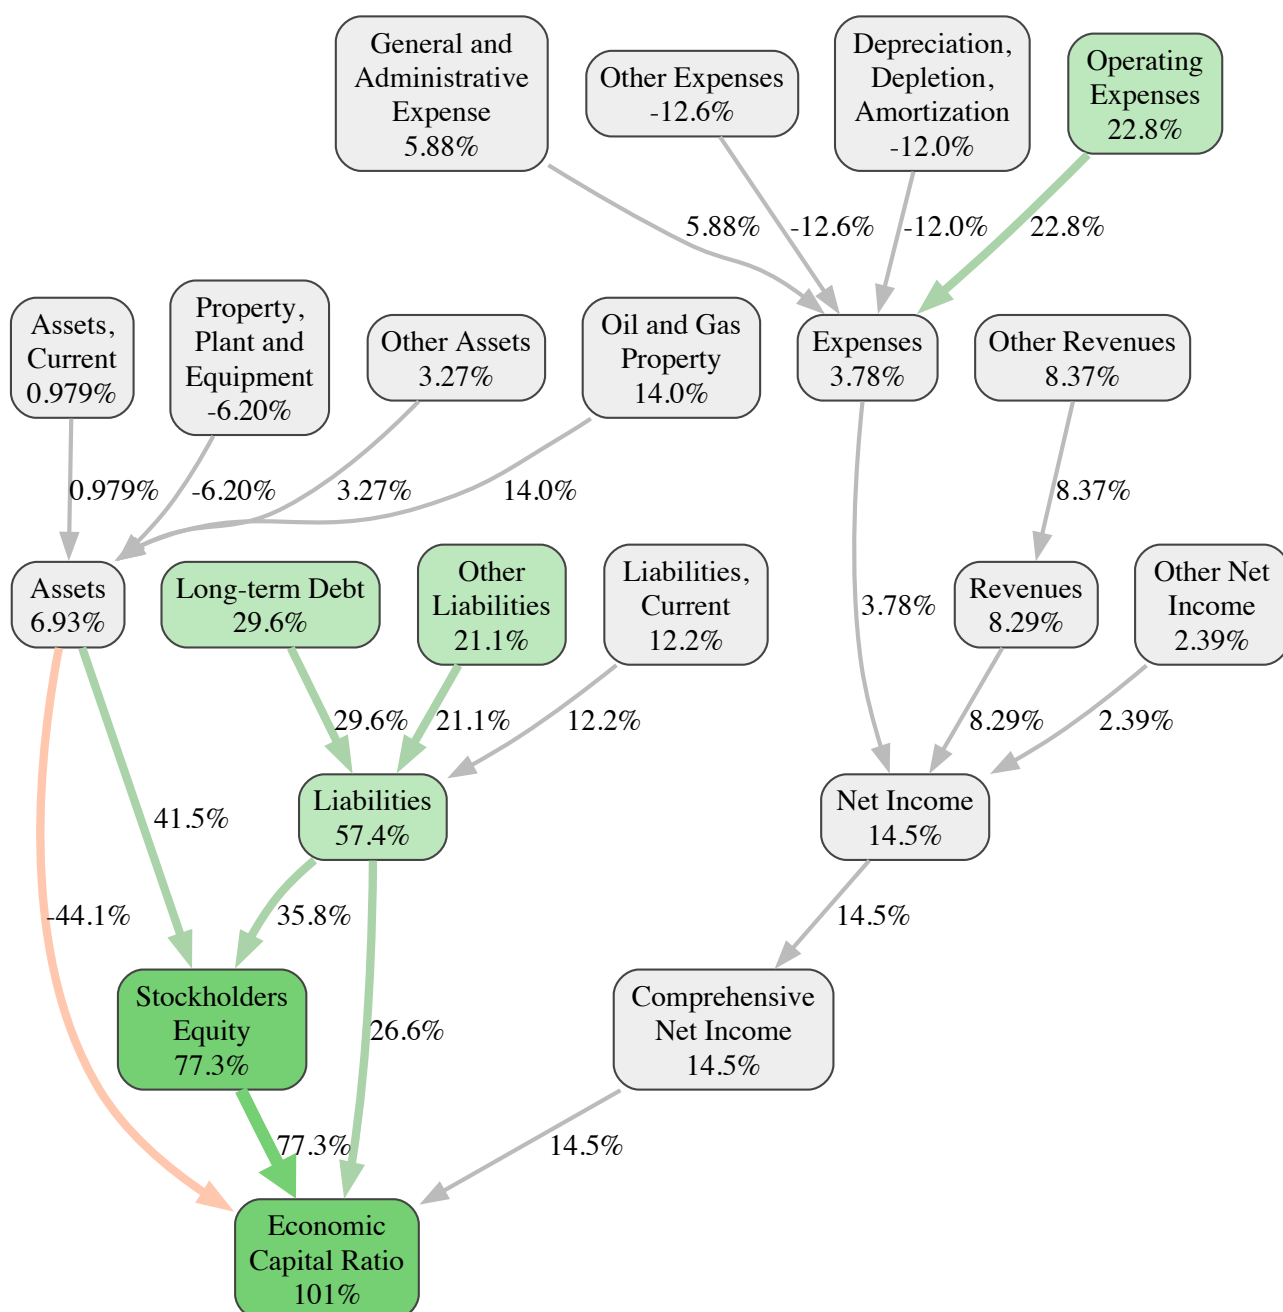 General and
Administrative
Expense
5.88%
Other Expenses
-12.6%
Depreciation,
Depletion,
Amortization
-12.0%
Operating
Expenses
22.8%
5.88%
-12.6%
-12.0%
22.8%
Assets,
Current
0.979%
Property,
Plant and
Equipment
-6.20%
Other Assets
3.27%
Oil and Gas
Property
14.0%
Expenses
3.78%
Other Revenues
8.37%
0.979%
-6.20%
3.27%
14.0%
8.37%
Assets
6.93%
Long-term Debt
29.6%
Other
Liabilities
21.1%
Liabilities,
Current
12.2%
3.78%
Revenues
8.29%
Other Net
Income
2.39%
29.6%
21.1%
12.2%
8.29%
2.39%
41.5%
Liabilities
57.4%
Net Income
14.5%
-44.1%
35.8%
14.5%
Stockholders
Equity
77.3%
26.6%
Comprehensive
Net Income
14.5%
77.3%
14.5%
Economic
Capital Ratio
101%